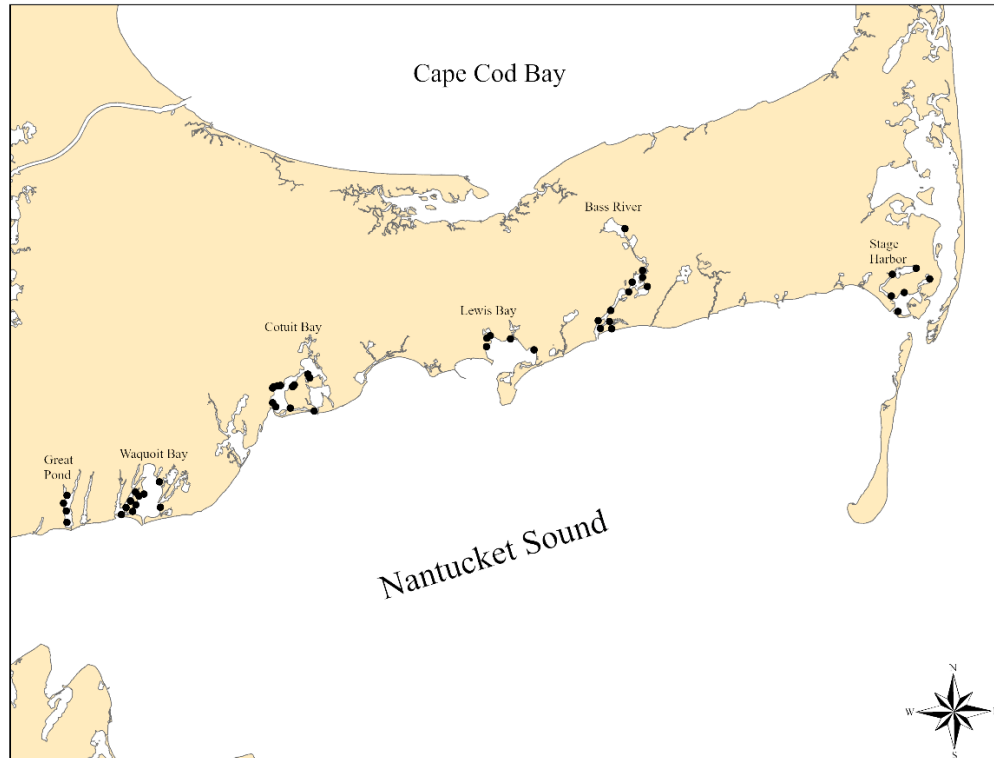 Cape Cod Bay
Bass River
Stage
Harbor
Lewis Bay
Cotuit Bay
Great
Pond
Waquoit Bay
Nantucket Sound
N
W
S